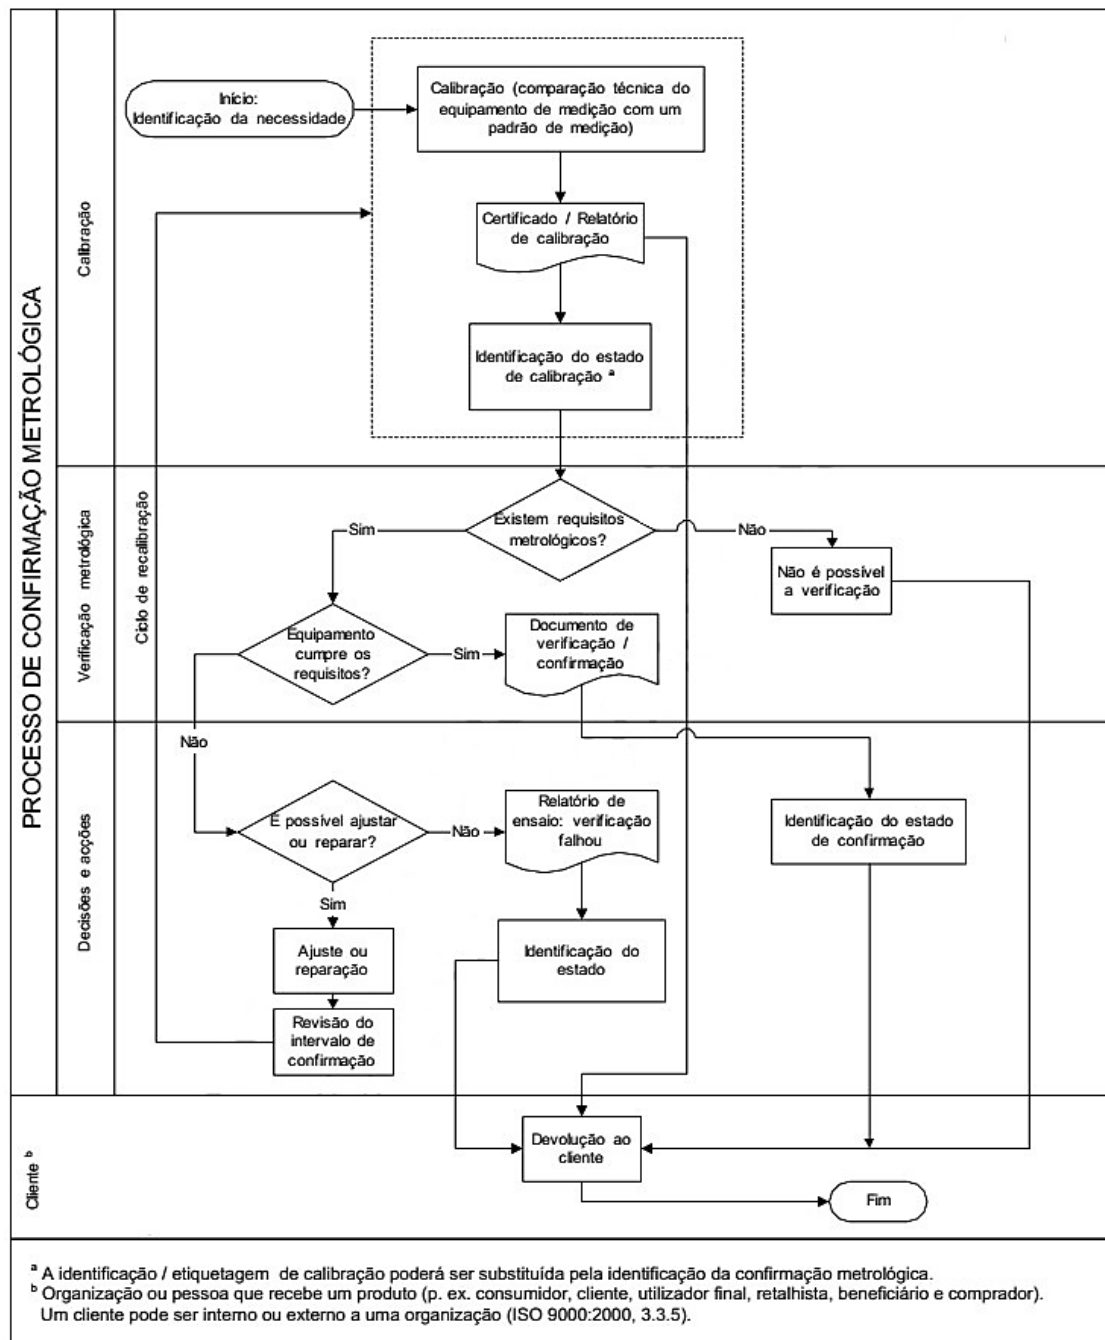 PROCESSO DE CONFIRMAÇÃO METROLÓGICA
Calibração
Início:
Identificação da necessidade
Calibração (comparação técnica do
equipamento de medição com um
padrão de medição)
Certificado / Relatório
de calibração
Identificação do estado
de calibração ª
Verificação metrológica
Ciclo de recalibração
Existem requisitos
metrológicos?
Sim
Não
Não é possível
a verificação
Equipamento
cumpre os
requisitos?
Sim
Documento de
verificação /
confirmação
Não
Decisões e acções
É possível ajustar
ou reparar?
Não
Relatório de
ensaio: verificação
falhou
Identificação do estado
de confirmação
Sim
Ajuste ou
reparação
Identificação do
estado
Revisão do
intervalo de
confirmação
Cliente ᵇ
Devolução ao
cliente
Fim
ª A identificação / etiquetagem de calibração poderá ser substituída pela identificação da confirmação metrológica.
ᵇ Organização ou pessoa que recebe um produto (p. ex. consumidor, cliente, utilizador final, retalhista, beneficiário e comprador).
Um cliente pode ser interno ou externo a uma organização (ISO 9000:2000, 3.3.5).